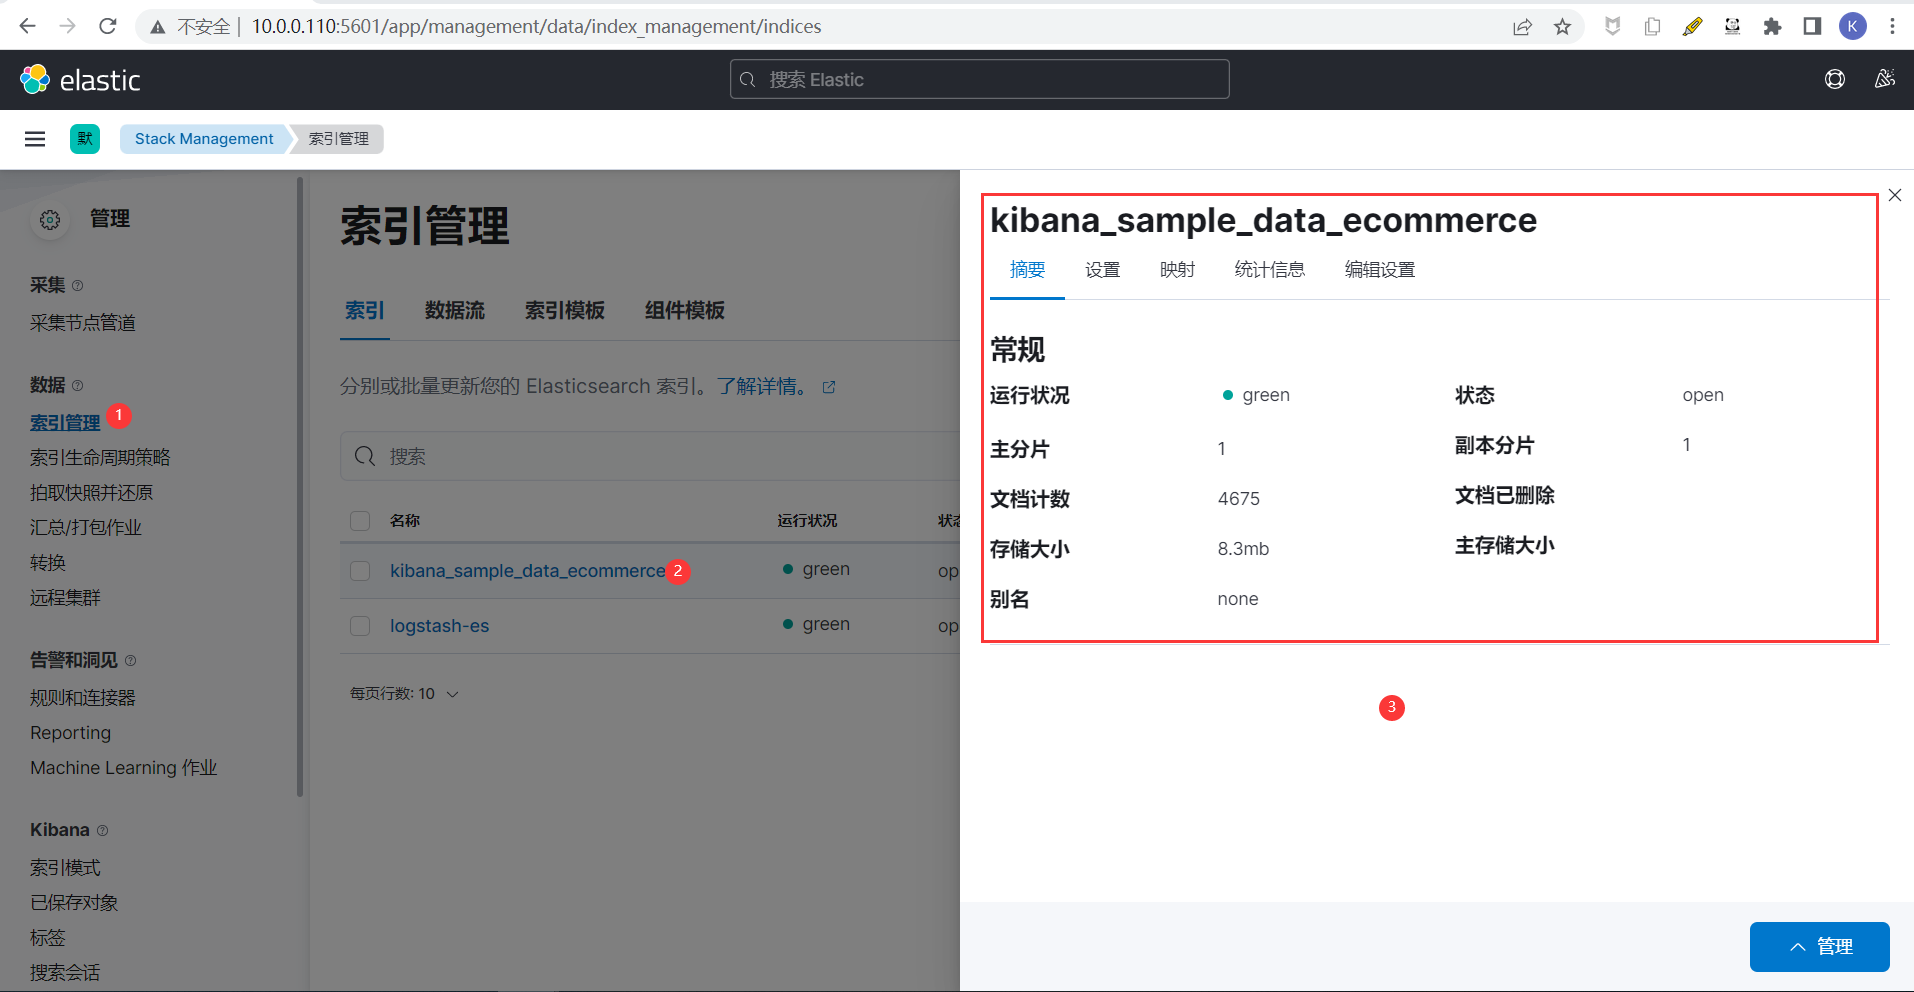 不安全 | 10.0.0.110:5601/app/management/data/index_management/indices
K
elastic
搜索 Elastic
默
Stack Management
索引管理
管理
采集
采集节点管道
数据
索引管理 1
索引生命周期策略
拍取快照并还原
汇总/打包作业
转换
远程集群
告警和洞见
规则和连接器
Reporting
Machine Learning 作业
Kibana
索引模式
已保存对象
标签
搜索会话
索引管理
索引 数据流 索引模板 组件模板
分别或批量更新您的 Elasticsearch 索引。了解详情。
搜索
名称 运行状况 状态
kibana_sample_data_ecommerce 2 green op
logstash-es green op
每页行数: 10
kibana_sample_data_ecommerce
摘要 设置 映射 统计信息 编辑设置
常规
运行状况 green 状态 open
主分片 1 副本分片 1
文档计数 4675 文档已删除
存储大小 8.3mb 主存储大小
别名 none
3
管理